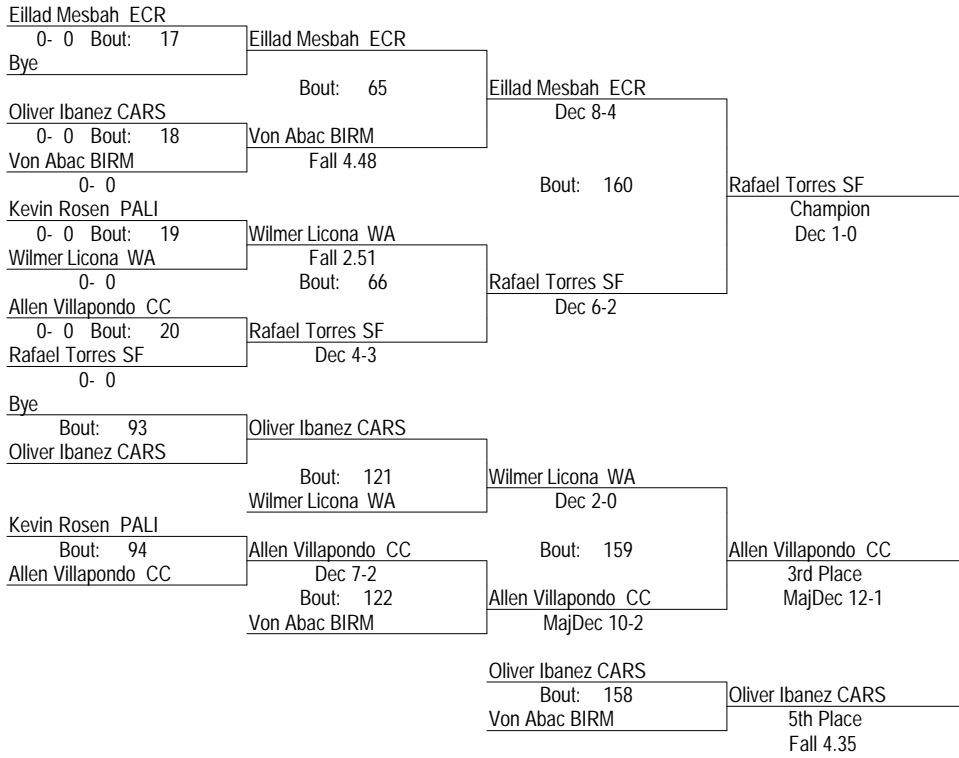 Eillad Mesbah ECR
0- 0 Bout: 17
Eillad Mesbah ECR
Bye
Bout: 65
Eillad Mesbah ECR
Dec 8-4
Oliver Ibanez CARS
0- 0 Bout: 18
Von Abac BIRM
Von Abac BIRM
Fall 4.48
0- 0
Bout: 160
Rafael Torres SF
Champion
Dec 1-0
Kevin Rosen PALI
0- 0 Bout: 19
Wilmer Licona WA
Wilmer Licona WA
Fall 2.51
0- 0
Bout: 66
Rafael Torres SF
Dec 6-2
Allen Villapondo CC
0- 0 Bout: 20
Rafael Torres SF
Rafael Torres SF
Dec 4-3
0- 0
Bye
Bout: 93
Oliver Ibanez CARS
Oliver Ibanez CARS
Bout: 121
Wilmer Licona WA
Wilmer Licona WA
Dec 2-0
Kevin Rosen PALI
Bout: 94
Allen Villapondo CC
Allen Villapondo CC
Dec 7-2
Bout: 159
Allen Villapondo CC
3rd Place
MajDec 12-1
Bout: 122
Allen Villapondo CC
Von Abac BIRM
MajDec 10-2
Oliver Ibanez CARS
Bout: 158
Oliver Ibanez CARS
Von Abac BIRM
5th Place
Fall 4.35